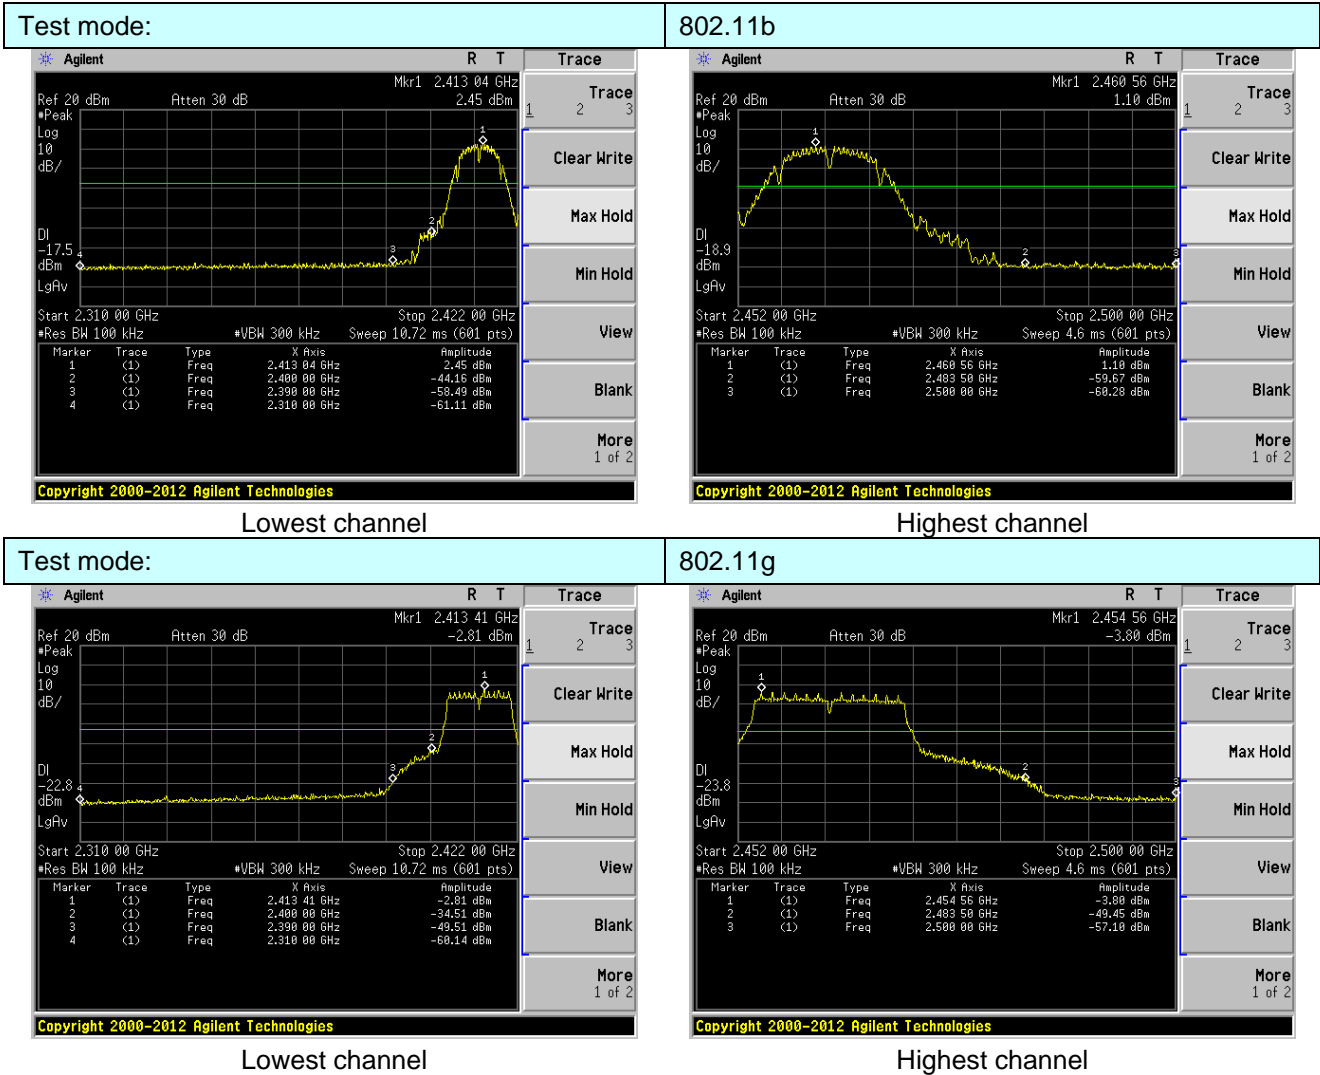 Test mode: 802.11b
Agilent R T Trace
Mkr1 2.413 04 GHz
Ref 20 dBm Atten 30 dB 2.45 dBm
#Peak
Log
10
dB/
DI
-17.5
dBm
LgAv
1
2
3
4
Start 2.310 00 GHz Stop 2.422 00 GHz
#Res BW 100 kHz #VBW 300 kHz Sweep 10.72 ms (601 pts)
Marker Trace Type X Axis Amplitude
1 (1) Freq 2.413 04 GHz 2.45 dBm
2 (1) Freq 2.400 00 GHz -44.16 dBm
3 (1) Freq 2.390 00 GHz -58.49 dBm
4 (1) Freq 2.310 00 GHz -61.11 dBm
Trace
1 2 3
Clear Write
Max Hold
Min Hold
View
Blank
More
1 of 2
Copyright 2000-2012 Agilent Technologies
Lowest channel
Agilent R T Trace
Mkr1 2.460 56 GHz
Ref 20 dBm Atten 30 dB 1.10 dBm
#Peak
Log
10
dB/
DI
-18.9
dBm
LgAv
1
2
3
Start 2.452 00 GHz Stop 2.500 00 GHz
#Res BW 100 kHz #VBW 300 kHz Sweep 4.6 ms (601 pts)
Marker Trace Type X Axis Amplitude
1 (1) Freq 2.460 56 GHz 1.10 dBm
2 (1) Freq 2.483 50 GHz -59.67 dBm
3 (1) Freq 2.500 00 GHz -60.28 dBm
Trace
1 2 3
Clear Write
Max Hold
Min Hold
View
Blank
More
1 of 2
Copyright 2000-2012 Agilent Technologies
Highest channel
Test mode: 802.11g
Agilent R T Trace
Mkr1 2.413 41 GHz
Ref 20 dBm Atten 30 dB -2.81 dBm
#Peak
Log
10
dB/
DI
-22.8
dBm
LgAv
1
2
3
4
Start 2.310 00 GHz Stop 2.422 00 GHz
#Res BW 100 kHz #VBW 300 kHz Sweep 10.72 ms (601 pts)
Marker Trace Type X Axis Amplitude
1 (1) Freq 2.413 41 GHz -2.81 dBm
2 (1) Freq 2.400 00 GHz -34.51 dBm
3 (1) Freq 2.390 00 GHz -49.51 dBm
4 (1) Freq 2.310 00 GHz -60.14 dBm
Trace
1 2 3
Clear Write
Max Hold
Min Hold
View
Blank
More
1 of 2
Copyright 2000-2012 Agilent Technologies
Lowest channel
Agilent R T Trace
Mkr1 2.454 56 GHz
Ref 20 dBm Atten 30 dB -3.80 dBm
#Peak
Log
10
dB/
DI
-23.8
dBm
LgAv
1
2
3
Start 2.452 00 GHz Stop 2.500 00 GHz
#Res BW 100 kHz #VBW 300 kHz Sweep 4.6 ms (601 pts)
Marker Trace Type X Axis Amplitude
1 (1) Freq 2.454 56 GHz -3.80 dBm
2 (1) Freq 2.483 50 GHz -49.45 dBm
3 (1) Freq 2.500 00 GHz -57.10 dBm
Trace
1 2 3
Clear Write
Max Hold
Min Hold
View
Blank
More
1 of 2
Copyright 2000-2012 Agilent Technologies
Highest channel